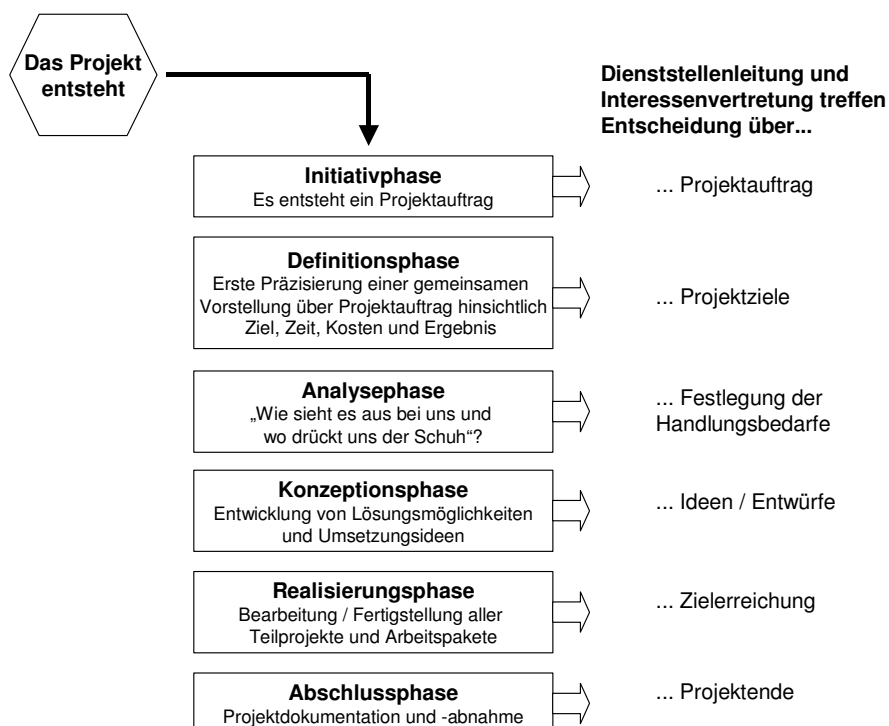 Das Projekt
entsteht
Dienststellenleitung und
Interessenvertretung treffen
Entscheidung über...
Initiativphase
Es entsteht ein Projektauftrag
... Projektauftrag
Definitionsphase
Erste Präzisierung einer gemeinsamen
Vorstellung über Projektauftrag hinsichtlich
Ziel, Zeit, Kosten und Ergebnis
... Projektziele
Analysephase
„Wie sieht es aus bei uns und
wo drückt uns der Schuh“?
... Festlegung der
Handlungsbedarfe
Konzeptionsphase
Entwicklung von Lösungsmöglichkeiten
und Umsetzungsideen
... Ideen / Entwürfe
Realisierungsphase
Bearbeitung / Fertigstellung aller
Teilprojekte und Arbeitspakete
... Zielerreichung
Abschlussphase
Projektdokumentation und -abnahme
... Projektende